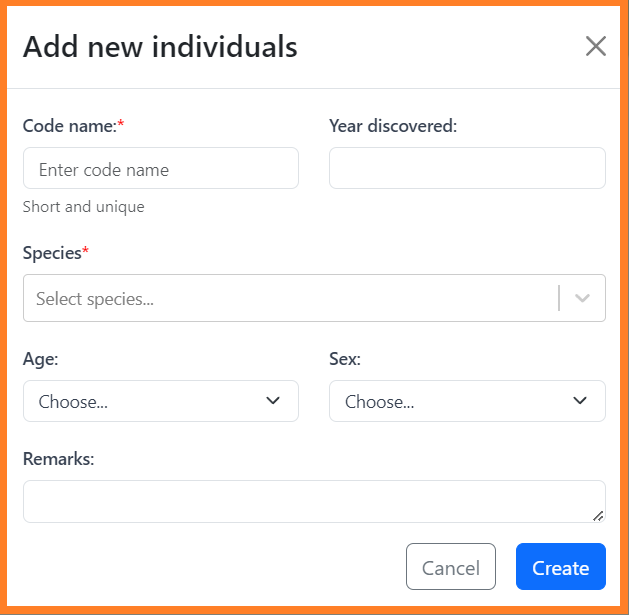 Add new individuals
Code name:* Year discovered:
Enter code name
Short and unique
Species*
Select species...
Age: Sex:
Choose... Choose...
Remarks:
Cancel Create